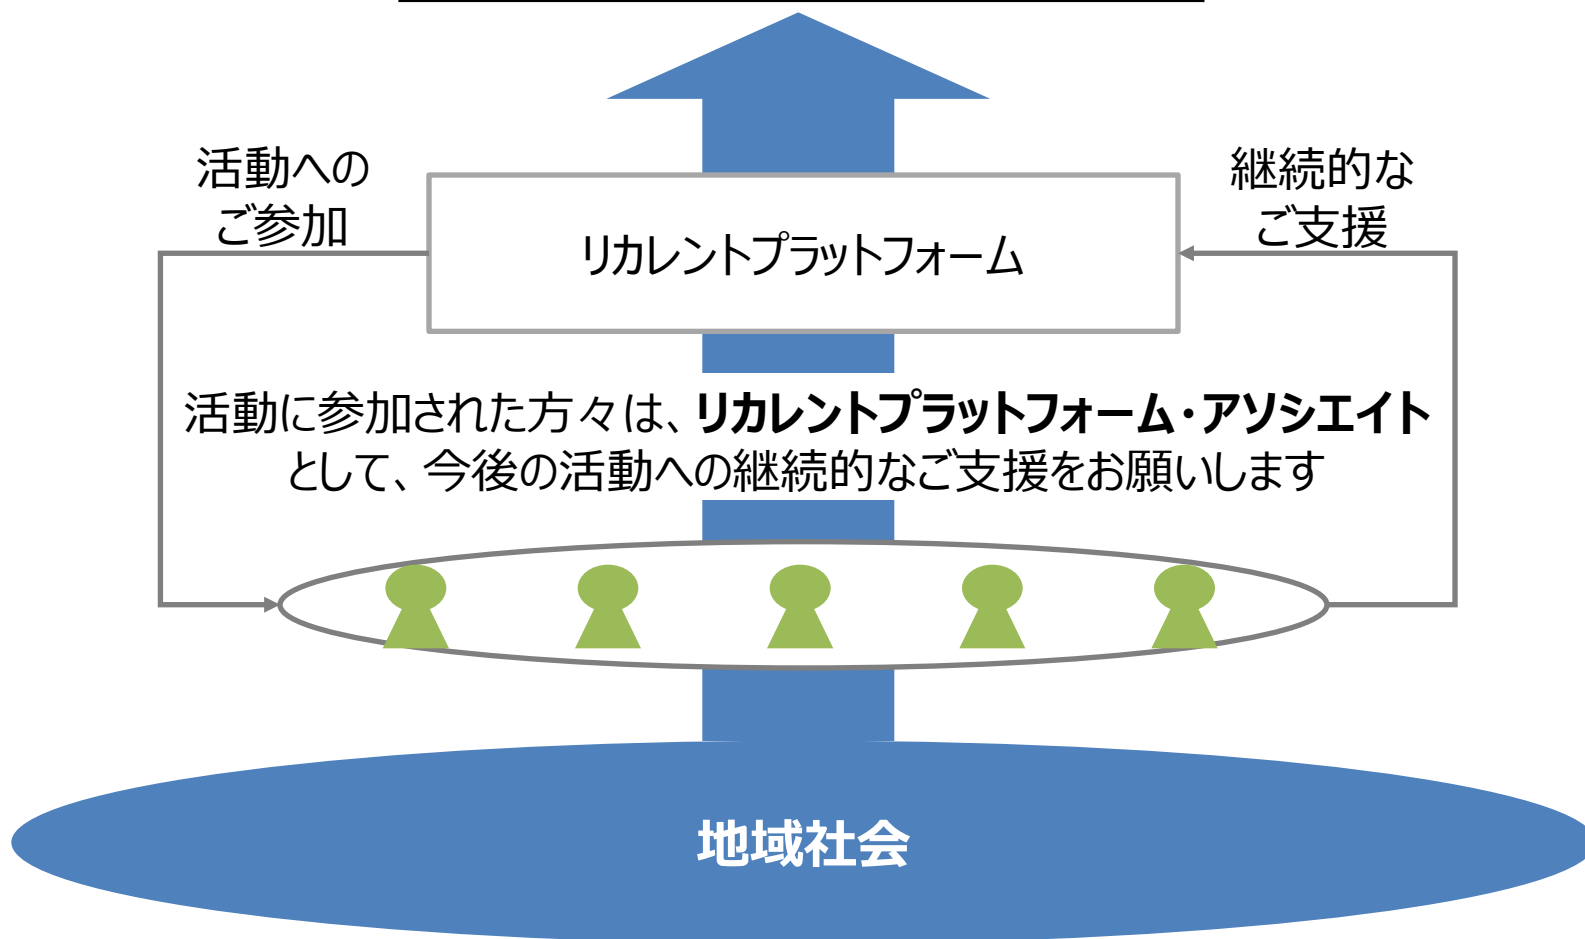 活動への
ご参加
継続的な
ご支援
リカレントプラットフォーム
活動に参加された方々は、リカレントプラットフォーム・アソシエイト
として、今後の活動への継続的なご支援をお願いします
地域社会